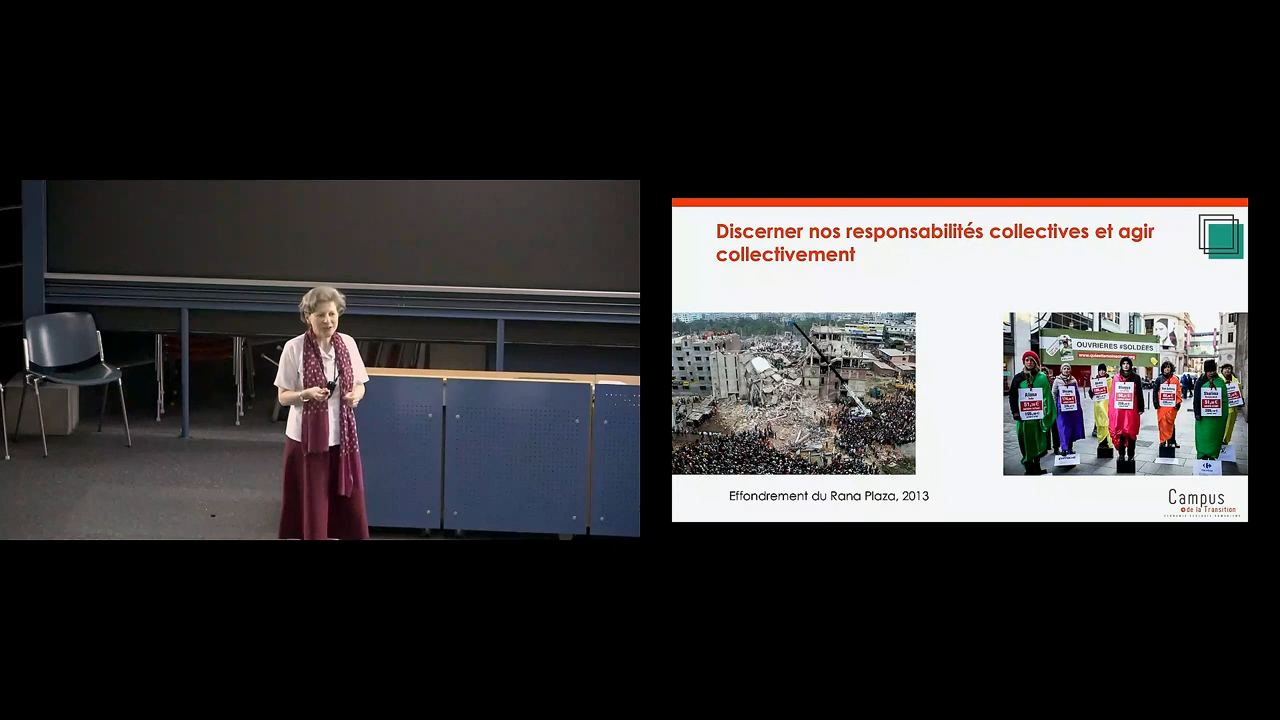 Discerner nos responsabilités collectives et agir
collectivement
OUVRIÈRES #SOLDÉES
Effondrement du Rana Plaza, 2013
Campus
de la Transition